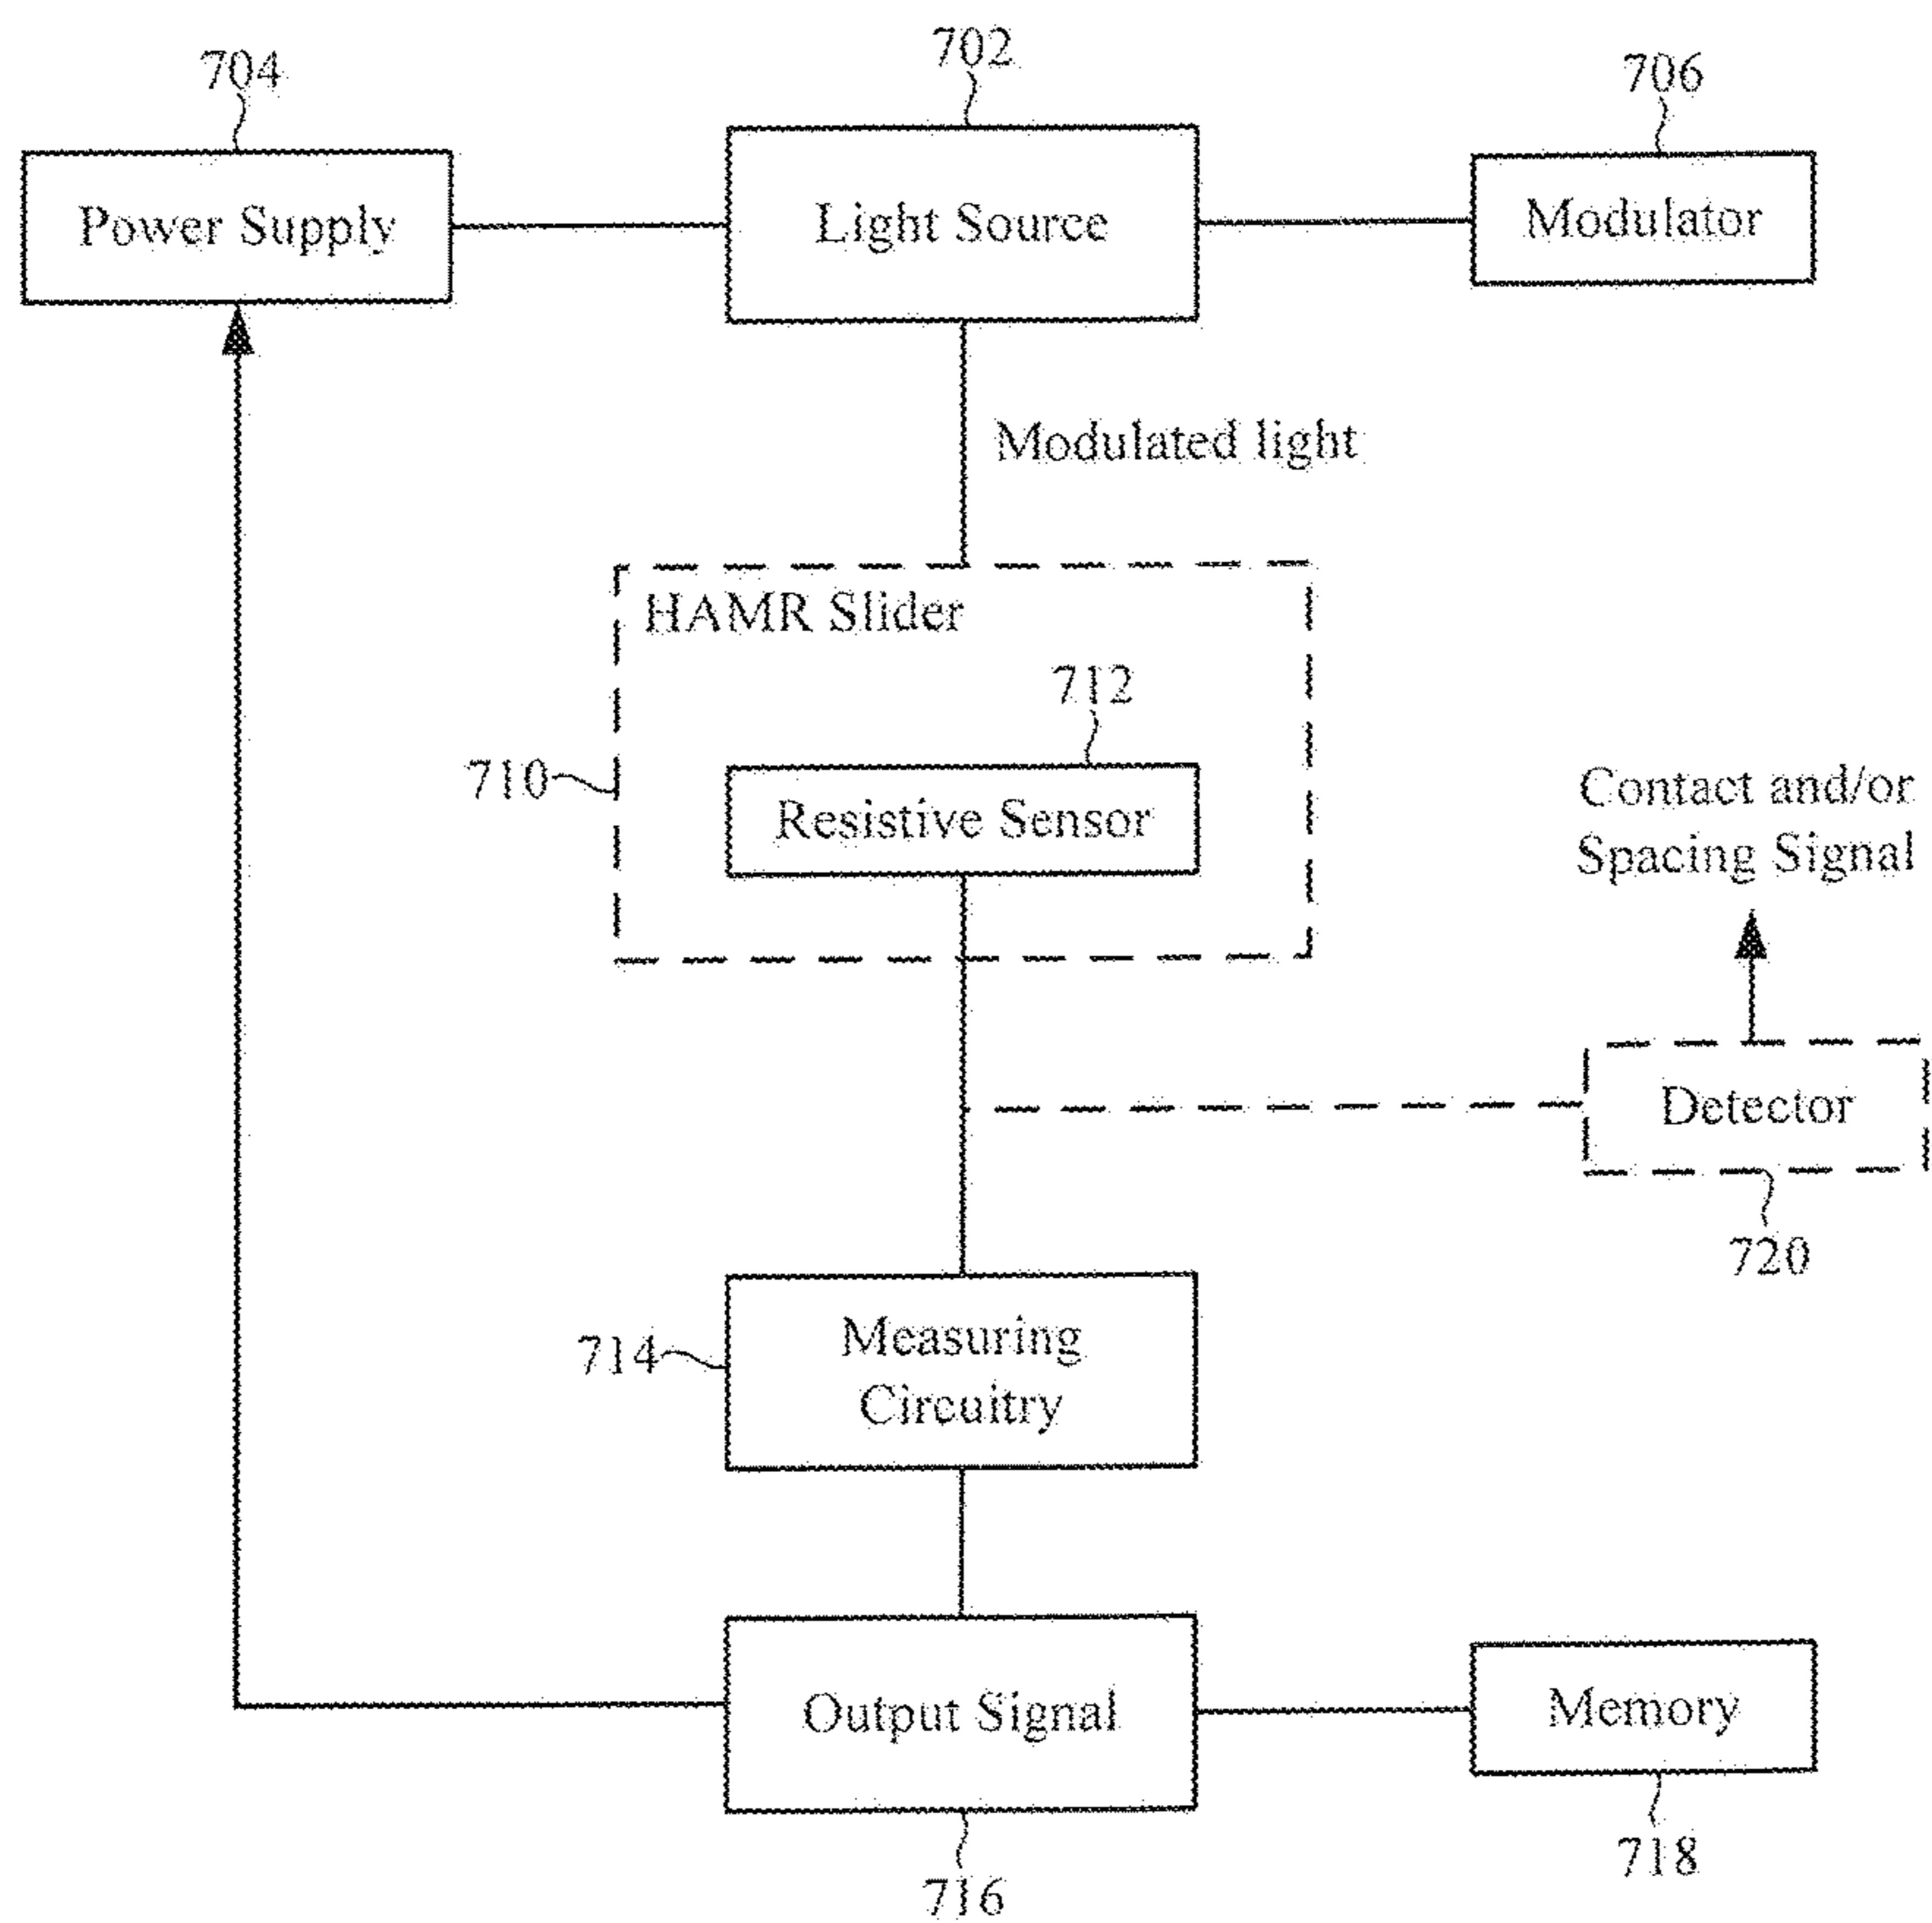 704
702
706
Power Supply
Light Source
Modulator
Modulated light
HAMR Slider
712
710
Resistive Sensor
Contact and/or
Spacing Signal
Detector
720
714
Measuring
Circuitry
Output Signal
Memory
716
718